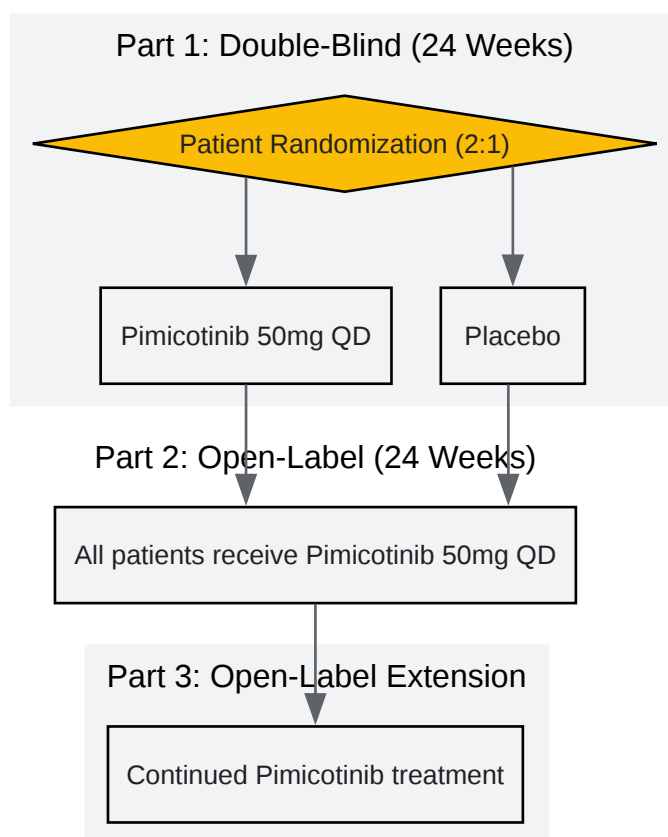 Part 1: Double-Blind (24 Weeks)
Patient Randomization (2:1)
Pimicotinib 50mg QD
Placebo
Part 2: Open-Label (24 Weeks)
All patients receive Pimicotinib 50mg QD
Part 3: Open-Label Extension
Continued Pimicotinib treatment